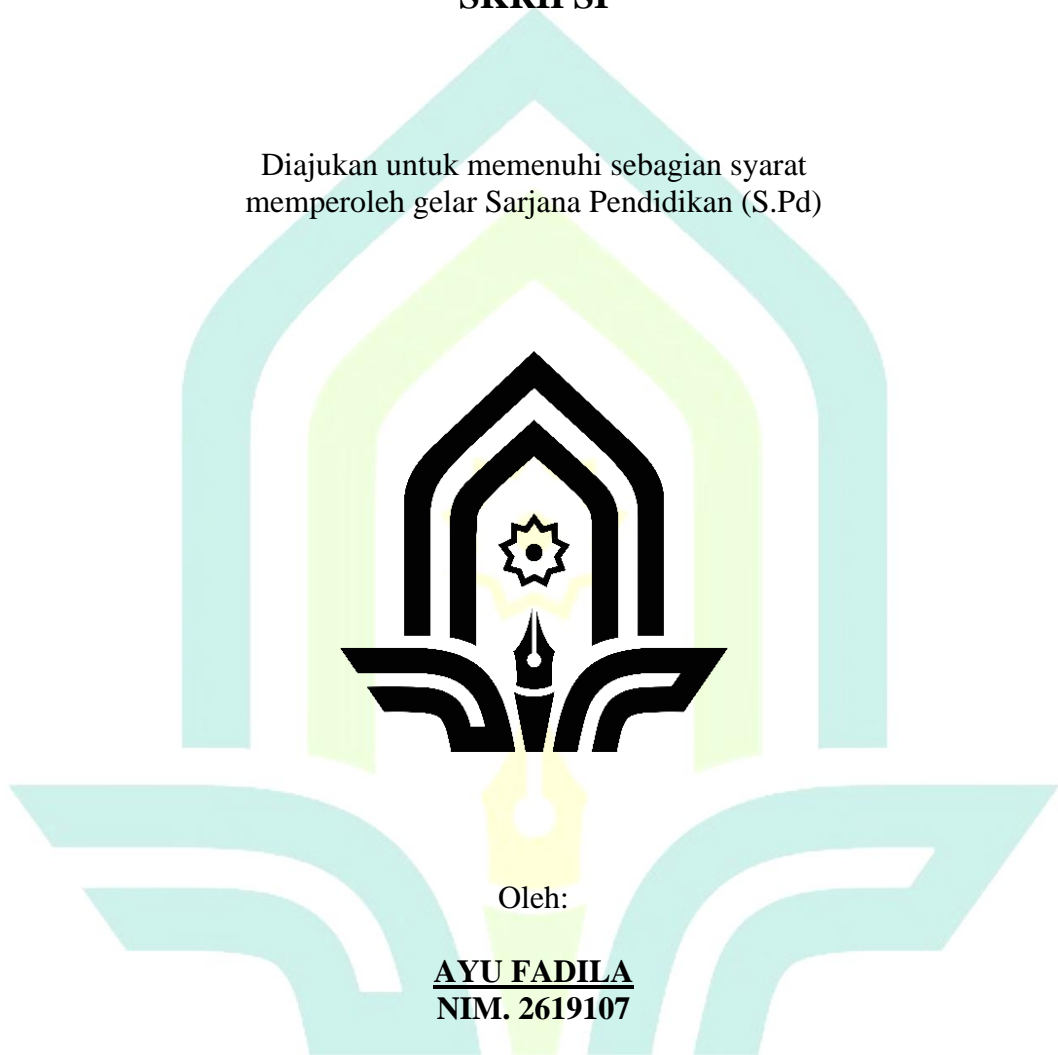 SKRIPSI
Diajukan untuk memenuhi sebagian syarat
memperoleh gelar Sarjana Pendidikan (S.Pd)
Oleh:
AYU FADILA
NIM. 2619107